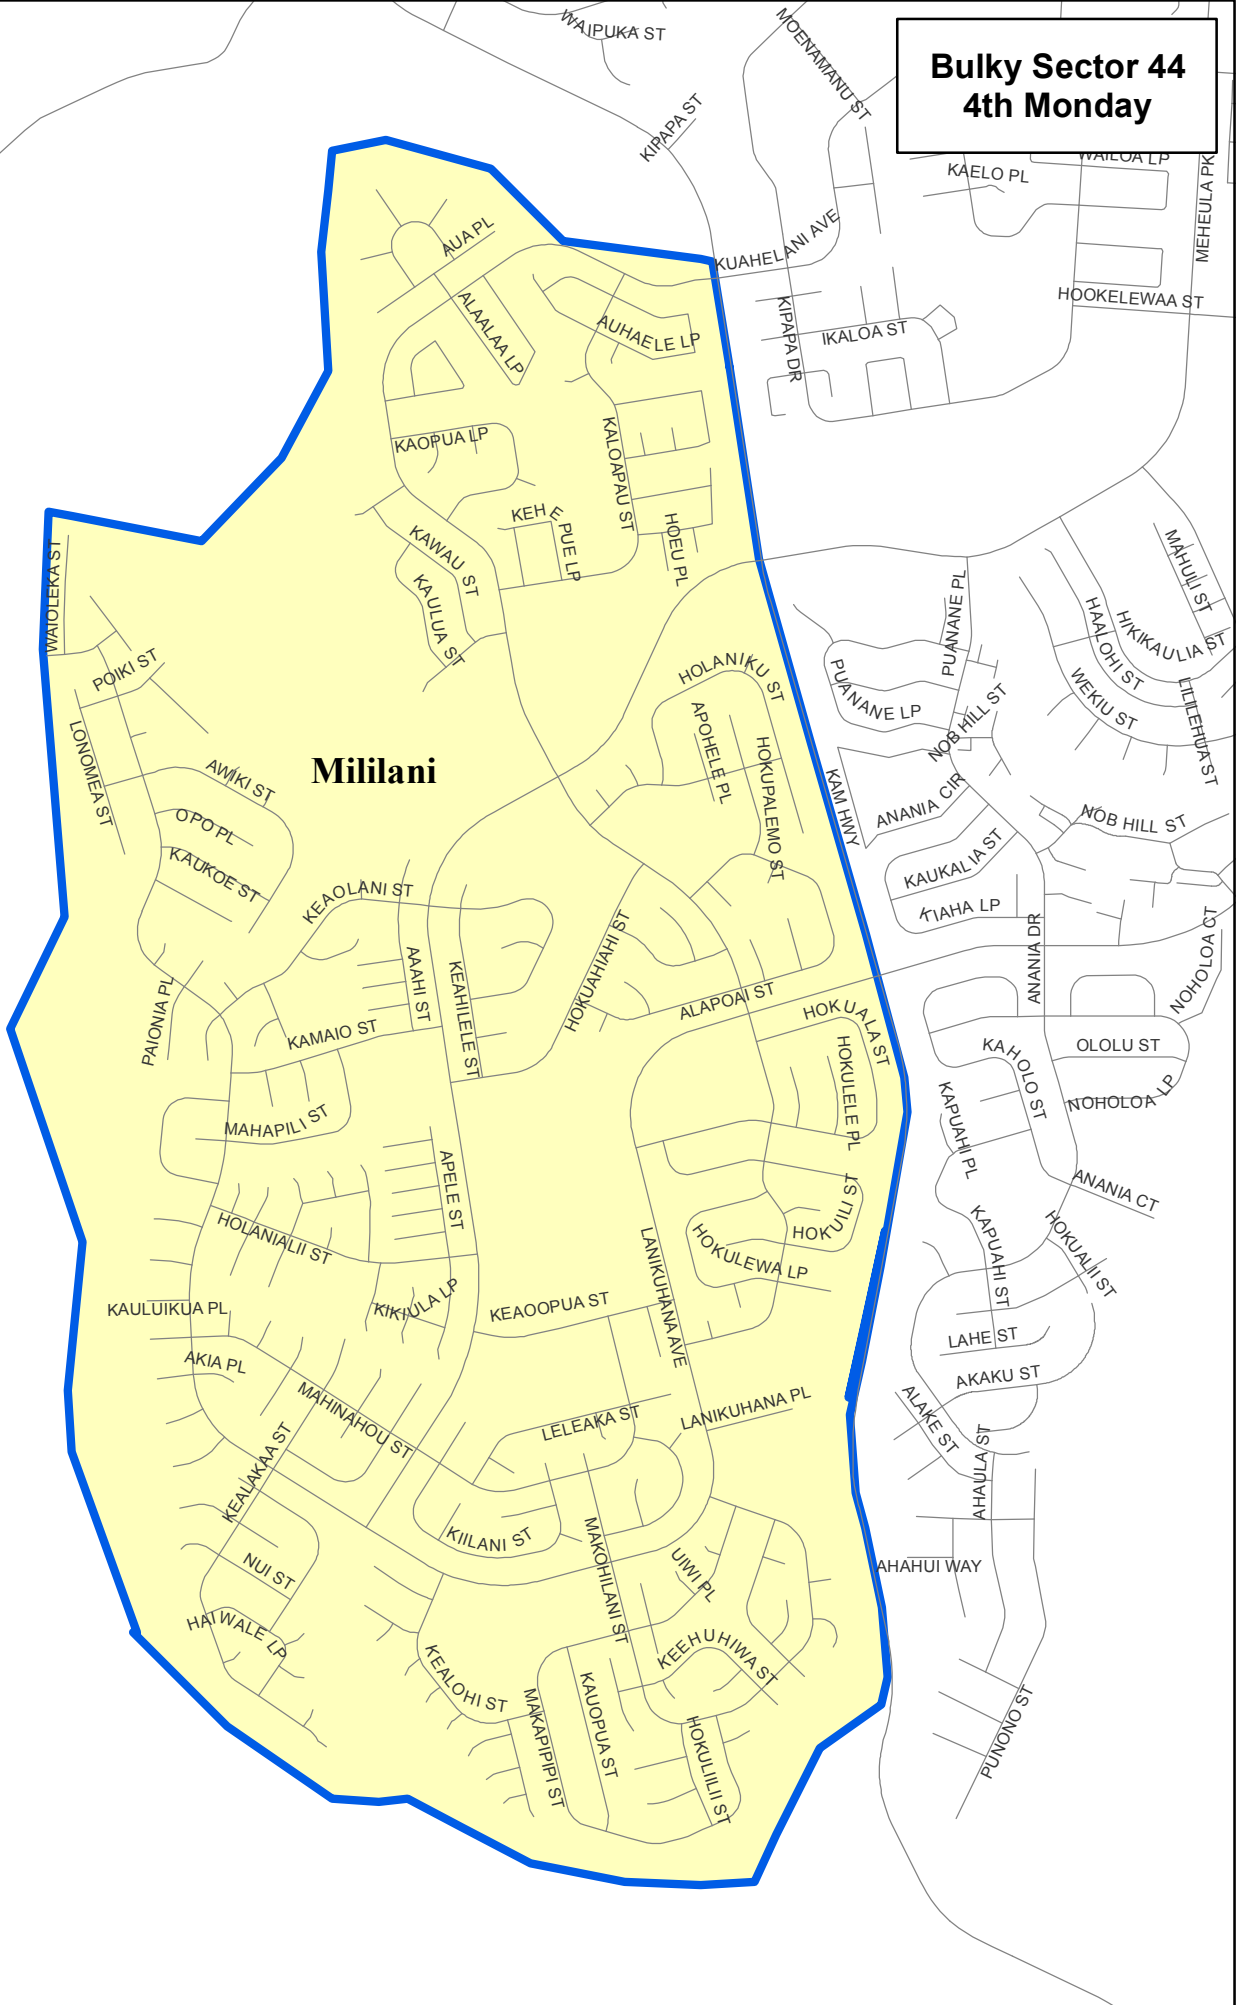 Bulky Sector 44
4th Monday
WAIPUKA ST
MOENAMANU ST
KIPAPA ST
WAILOA LP
KAELO PL
MEHEULA PK
AUA PL
KUAHELANI AVE
ALAALAA LP
AUHAELE LP
KIPAPA DR
IKALOA ST
HOOKELEWAA ST
KAOPUA LP
KALOAPAU ST
KEHEPUE LP
HOEU PL
KAWAU ST
KAULUA ST
WAIOLEKA ST
POIKI ST
LONOMEA ST
MAHULI ST
PUANANE PL
HAALOHI ST
HIKIKAULIA ST
HOLANIKU ST
PUANANE LP
WEKIU ST
LILILEHUA ST
APOHELE PL
HOKUPALEMO ST
NOB HILL ST
Mililani
AWIKI ST
OPO PL
KAUKOE ST
KAM HWY
ANANIA CIR
NOB HILL ST
KAUKALIA ST
KEAOLANI ST
TIAHA LP
AAAHI ST
KEAHILELE ST
HOKUAHIAHI ST
ANANIA DR
NOHOLOA CT
PAIONIA PL
KAMAIO ST
ALAPOAI ST
HOKUALA ST
KAHOLO ST
OLOLU ST
HOKULELE PL
KAPUAHI PL
NOHOLOA LP
MAHAPILI ST
APELE ST
ANANIA CT
HOLANIALII ST
HOKUILI ST
HOKULEWA LP
LANIKUHANA AVE
KAPUAHI ST
HOKUALII ST
KAULUIKUA PL
KIKIULA LP
KEAOOPUA ST
LAHE ST
AKIA PL
AKAKU ST
MAHINAHOU ST
LELEAKA ST
LANIKUHANA PL
ALAKE ST
KEALAKAA ST
AHAULA ST
KIILANI ST
MAKOHILANI ST
UIWI PL
AHAHUI WAY
NUI ST
HAIWALE LP
KEALOHI ST
KEEHUHIWA ST
MAKAPIPIPI ST
KAUOPUA ST
HOKULIILII ST
PUNONO ST